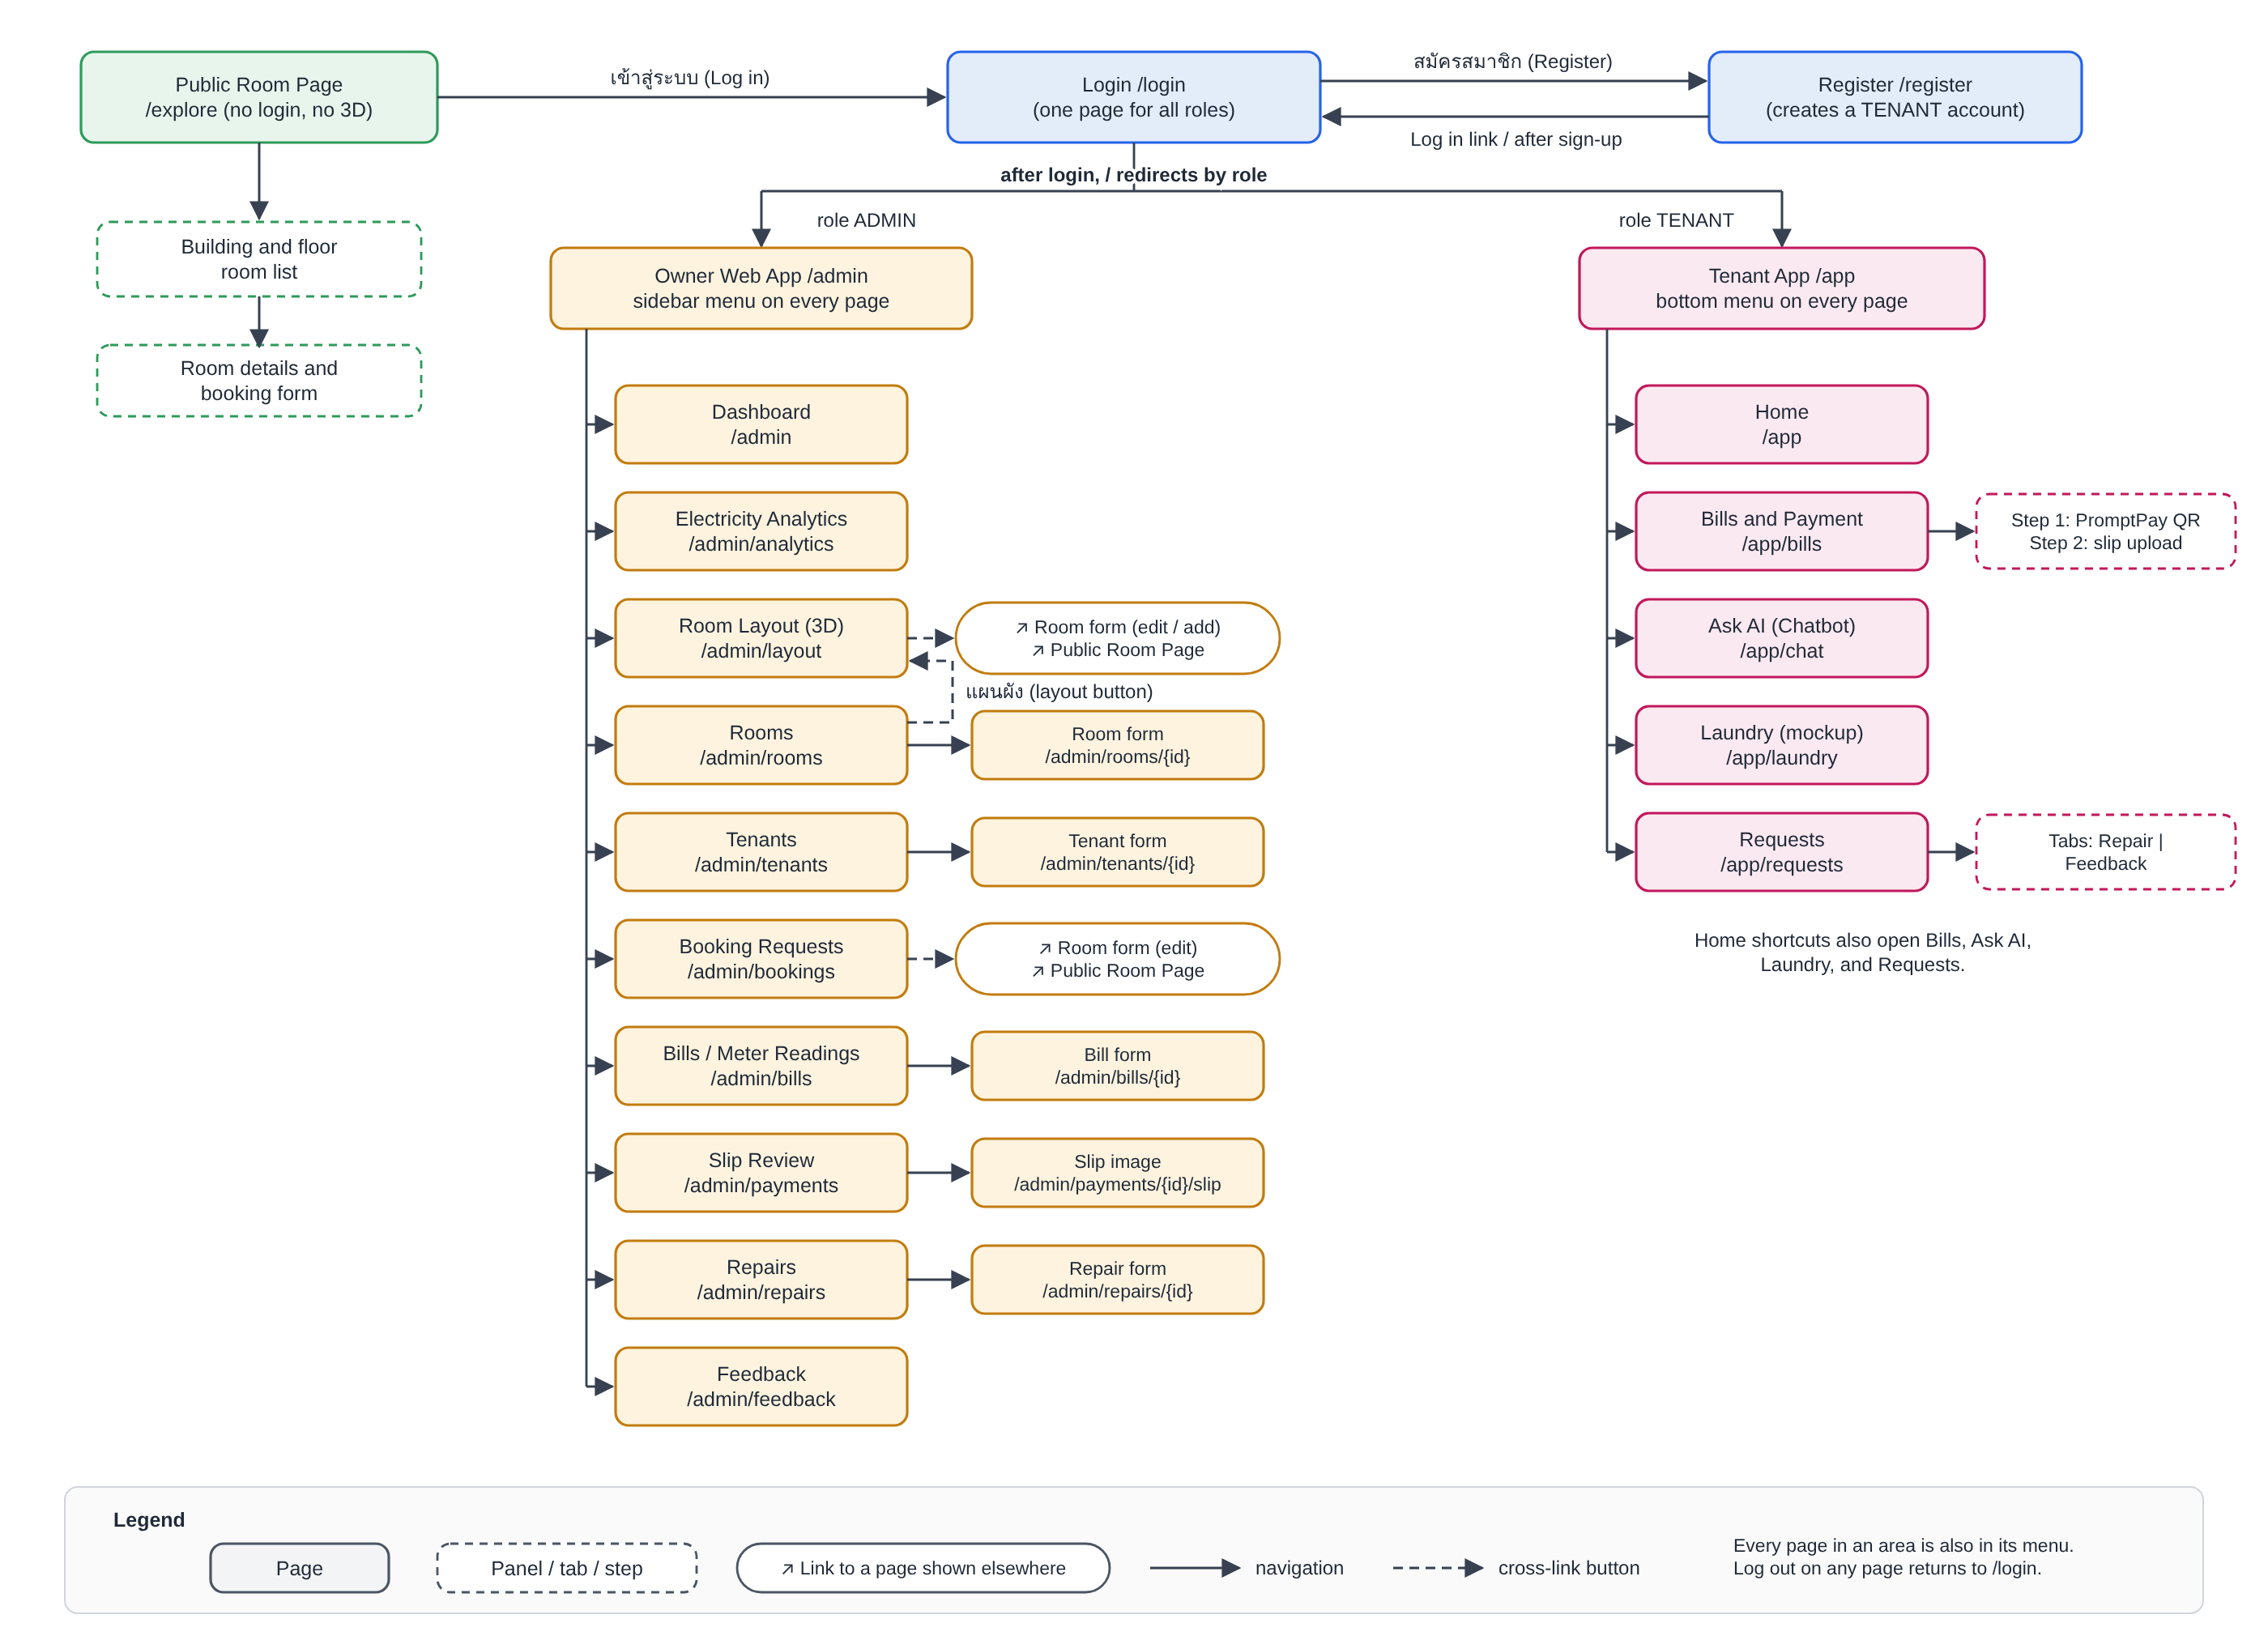 Public Room Page
/explore (no login, no 3D)
เข้าสู่ระบบ (Log in)
Login /login
(one page for all roles)
สมัครสมาชิก (Register)
Log in link / after sign-up
Register /register
(creates a TENANT account)
after login, / redirects by role
role ADMIN
role TENANT
Building and floor
room list
Room details and
booking form
Owner Web App /admin
sidebar menu on every page
Dashboard
/admin
Electricity Analytics
/admin/analytics
Room Layout (3D)
/admin/layout
↗ Room form (edit / add)
↗ Public Room Page
แผนผัง (layout button)
Rooms
/admin/rooms
Room form
/admin/rooms/{id}
Tenants
/admin/tenants
Tenant form
/admin/tenants/{id}
Booking Requests
/admin/bookings
↗ Room form (edit)
↗ Public Room Page
Bills / Meter Readings
/admin/bills
Bill form
/admin/bills/{id}
Slip Review
/admin/payments
Slip image
/admin/payments/{id}/slip
Repairs
/admin/repairs
Repair form
/admin/repairs/{id}
Feedback
/admin/feedback
Tenant App /app
bottom menu on every page
Home
/app
Bills and Payment
/app/bills
Step 1: PromptPay QR
Step 2: slip upload
Ask AI (Chatbot)
/app/chat
Laundry (mockup)
/app/laundry
Requests
/app/requests
Tabs: Repair |
Feedback
Home shortcuts also open Bills, Ask AI,
Laundry, and Requests.
Legend
Page
Panel / tab / step
↗ Link to a page shown elsewhere
navigation
cross-link button
Every page in an area is also in its menu.
Log out on any page returns to /login.